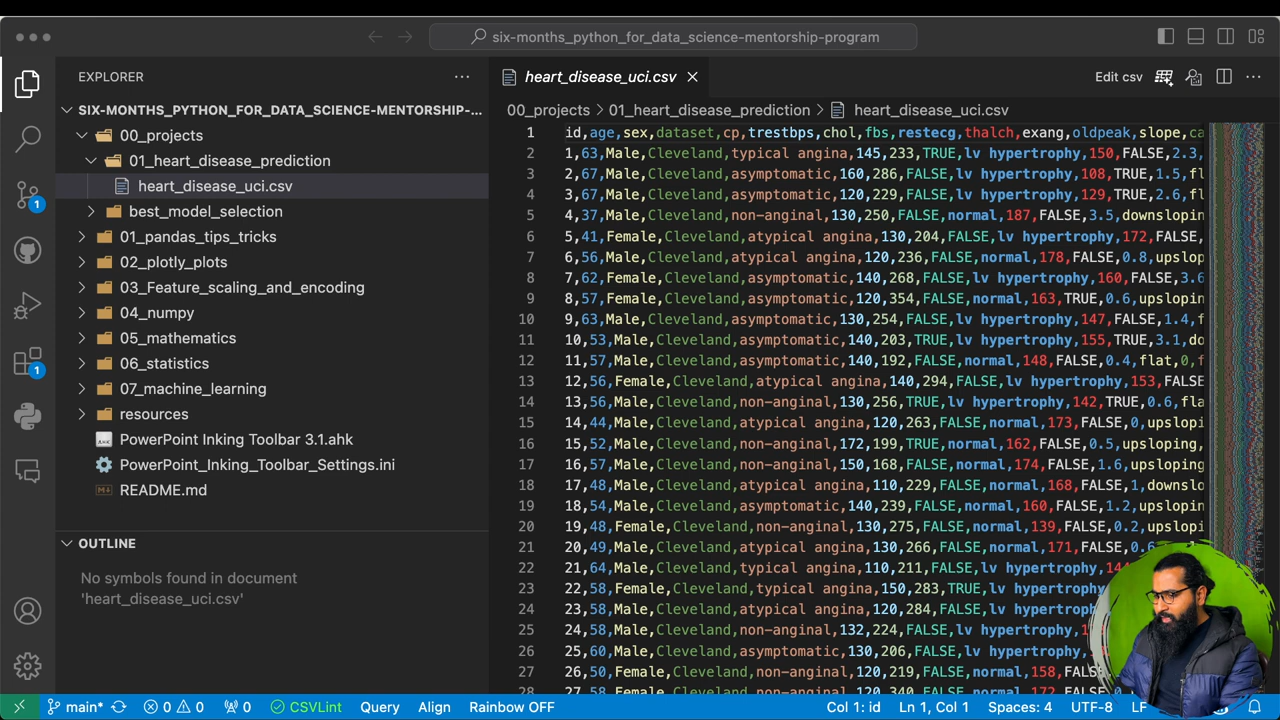 six-months_python_for_data_science-mentorship-program
EXPLORER
SIX-MONTHS_PYTHON_FOR_DATA_SCIENCE-MENTORSHIP-...
00_projects
01_heart_disease_prediction
heart_disease_uci.csv
best_model_selection
01_pandas_tips_tricks
02_plotly_plots
03_Feature_scaling_and_encoding
04_numpy
05_mathematics
06_statistics
07_machine_learning
resources
PowerPoint Inking Toolbar 3.1.ahk
PowerPoint_Inking_Toolbar_Settings.ini
README.md
OUTLINE
No symbols found in document
'heart_disease_uci.csv'
1
1
heart_disease_uci.csv
Edit csv
00_projects > 01_heart_disease_prediction > heart_disease_uci.csv
1 id,age,sex,dataset,cp,trestbps,chol,fbs,restecg,thalch,exang,oldpeak,slope,ca
2 1,63,Male,Cleveland,typical angina,145,233,TRUE,lv hypertrophy,150,FALSE,2.3,
3 2,67,Male,Cleveland,asymptomatic,160,286,FALSE,lv hypertrophy,108,TRUE,1.5,fl
4 3,67,Male,Cleveland,asymptomatic,120,229,FALSE,lv hypertrophy,129,TRUE,2.6,fl
5 4,37,Male,Cleveland,non-anginal,130,250,FALSE,normal,187,FALSE,3.5,downsloping
6 5,41,Female,Cleveland,atypical angina,130,204,FALSE,lv hypertrophy,172,FALSE,
7 6,56,Male,Cleveland,atypical angina,120,236,FALSE,normal,178,FALSE,0.8,upslop
8 7,62,Female,Cleveland,asymptomatic,140,268,FALSE,lv hypertrophy,160,FALSE,3.6
9 8,57,Female,Cleveland,asymptomatic,120,354,FALSE,normal,163,TRUE,0.6,upslopin
10 9,63,Male,Cleveland,asymptomatic,130,254,FALSE,lv hypertrophy,147,FALSE,1.4,f
11 10,53,Male,Cleveland,asymptomatic,140,203,TRUE,lv hypertrophy,155,TRUE,3.1,do
12 11,57,Male,Cleveland,asymptomatic,140,192,FALSE,normal,148,FALSE,0.4,flat,0,f
13 12,56,Female,Cleveland,atypical angina,140,294,FALSE,lv hypertrophy,153,FALSE
14 13,56,Male,Cleveland,non-anginal,130,256,TRUE,lv hypertrophy,142,TRUE,0.6,fla
15 14,44,Male,Cleveland,atypical angina,120,263,FALSE,normal,173,FALSE,0,upslopi
16 15,52,Male,Cleveland,non-anginal,172,199,TRUE,normal,162,FALSE,0.5,upsloping,
17 16,57,Male,Cleveland,non-anginal,150,168,FALSE,normal,174,FALSE,1.6,upsloping
18 17,48,Male,Cleveland,atypical angina,110,229,FALSE,normal,168,FALSE,1,downslo
19 18,54,Male,Cleveland,asymptomatic,140,239,FALSE,normal,160,FALSE,1.2,upslopin
20 19,48,Female,Cleveland,non-anginal,130,275,FALSE,normal,139,FALSE,0.2,upslopi
21 20,49,Male,Cleveland,atypical angina,130,266,FALSE,normal,171,FALSE,0.6
22 21,64,Male,Cleveland,typical angina,110,211,FALSE,lv hypertrophy,144
23 22,58,Female,Cleveland,typical angina,150,283,TRUE,lv hypertrophy,
24 23,58,Male,Cleveland,atypical angina,120,284,FALSE,lv hypertrophy,
25 24,58,Male,Cleveland,non-anginal,132,224,FALSE,lv hypertrophy,
26 25,60,Male,Cleveland,asymptomatic,130,206,FALSE,lv hypertrophy,
27 26,50,Female,Cleveland,non-anginal,120,219,FALSE,normal,158,FALS
28 27,58,Female,Cleveland,non-anginal,120,340,FALSE,normal,172,FALSE
main* 0 0 0 CSVLint Query Align Rainbow OFF Col 1: id Ln 1, Col 1 Spaces: 4 UTF-8 LF